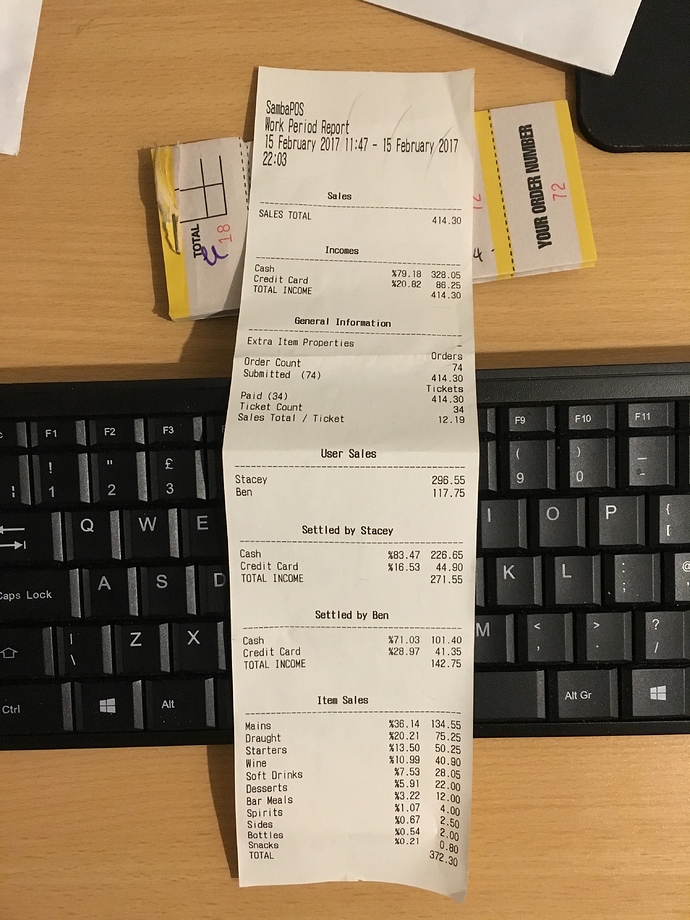 SambaPOS
Work Period Report
15 February 2017 11:47 - 15 February 2017
22:03
Sales
SALES TOTAL 414.30
Incomes
Cash %79.18 328.05
Credit Card %20.82 86.25
TOTAL INCOME 414.30
General Information
Extra Item Properties -
Orders
Order Count 74
Submitted (74) 414.30
Tickets
Paid (34) 414.30
Ticket Count 34
Sales Total / Ticket 12.19
User Sales
Stacey 296.55
Ben 117.75
Settled by Stacey
Cash %83.47 226.65
Credit Card %16.53 44.90
TOTAL INCOME 271.55
Settled by Ben
Cash %71.03 101.40
Credit Card %28.97 41.35
TOTAL INCOME 142.75
Item Sales
Mains %36.14 134.55
Draught %20.21 75.25
Starters %13.50 50.25
Wine %10.99 40.90
Soft Drinks %7.53 28.05
Desserts %5.91 22.00
Bar Meals %3.22 12.00
Spirits %1.07 4.00
Sides %0.67 2.50
Bottles %0.54 2.00
Snacks %0.21 0.80
TOTAL 372.30
TOTAL
18
YOUR ORDER NUMBER
72
F1 F2 F3 F9 F10 F11
! " £ ( ) _
1 2 3 9 0 -
Q W E I O P { [
Caps Lock A S D K L : ; @
| \ Z X M < , > . ? /
Ctrl Alt Alt Gr